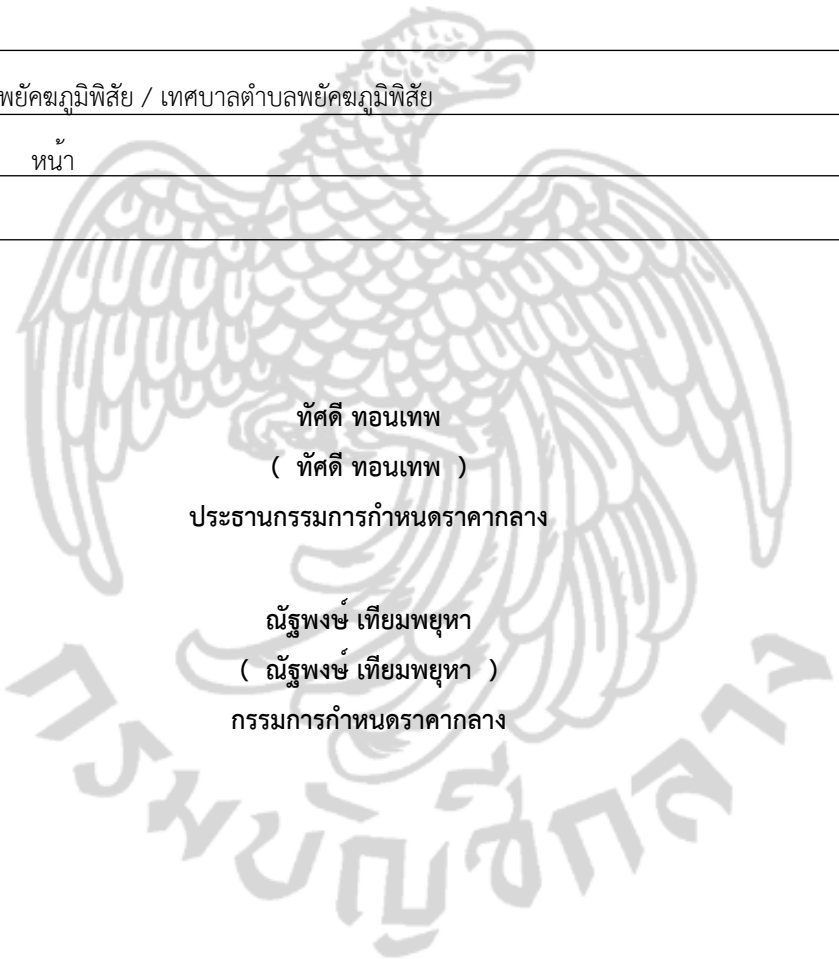 พยัคฆภูมิพิสัย / เทศบาลตำบลพยัคฆภูมิพิสัย
หน้า
ทัศดี ทอนเทพ
( ทัศดี ทอนเทพ )
ประธานกรรมการกำหนดราคากลาง
ณัฐพงษ์ เทียมพยุหา
( ณัฐพงษ์ เทียมพยุหา )
กรรมการกำหนดราคากลาง
กรมบัญชีกลาง